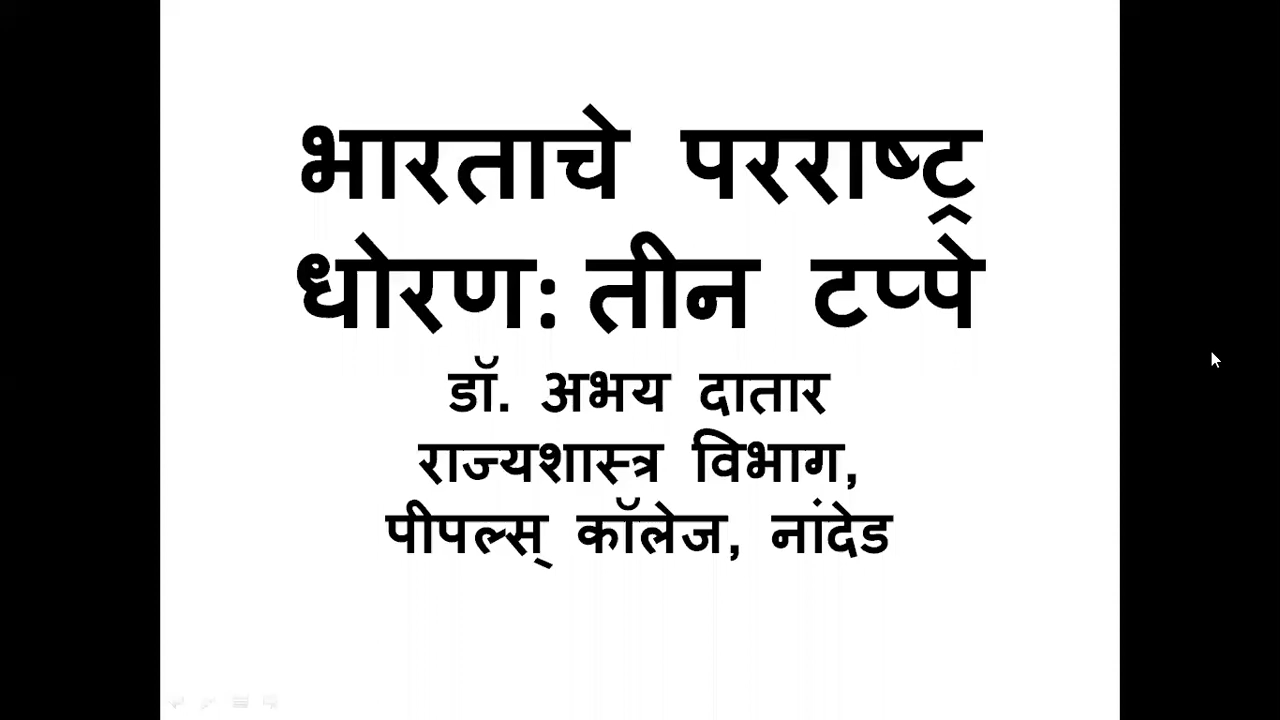 भारताचे परराष्ट्र
धोरण: तीन टप्पे
डॉ. अभय दातार
राज्यशास्त्र विभाग,
पीपल्स् कॉलेज, नांदेड